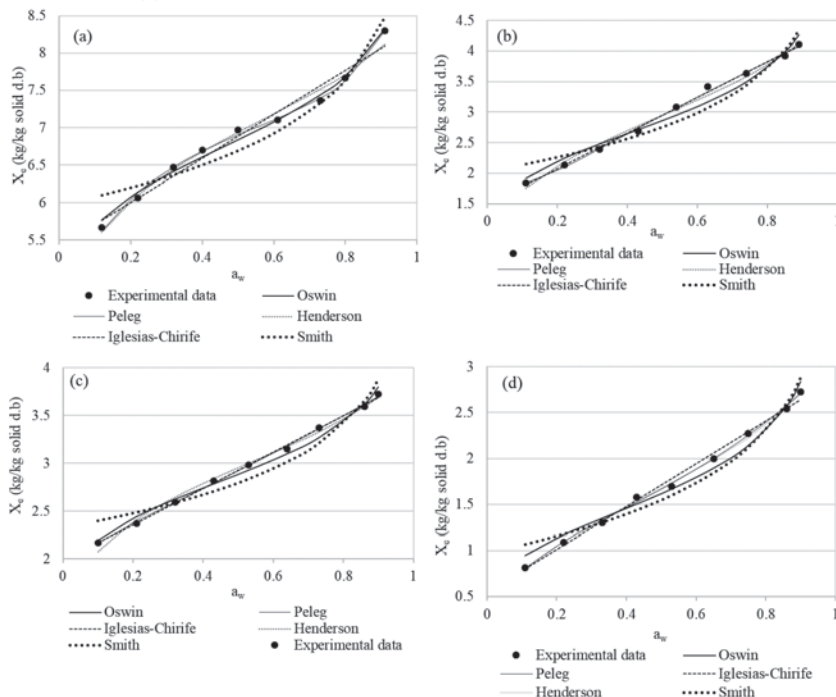 (a)
8.5
8
7.5
7
6.5
6
5.5
Xe (kg/kg solid d.b)
0 0.2 0.4 0.6 0.8 1
aw
Experimental data Oswin
Peleg Henderson
Iglesias-Chirife Smith
(b)
4.5
4
3.5
3
2.5
2
1.5
Xe (kg/kg solid d.b)
0 0.2 0.4 0.6 0.8 1
aw
Experimental data Oswin
Peleg Henderson
Iglesias-Chirife Smith
(c)
4
3.5
3
2.5
2
Xe (kg/kg solid d.b)
0 0.2 0.4 0.6 0.8 1
aw
Oswin Peleg
Iglesias-Chirife Henderson
Smith Experimental data
(d)
3
2.5
2
1.5
1
0.5
Xe (kg/kg solid d.b)
0 0.2 0.4 0.6 0.8 1
aw
Experimental data Oswin
Peleg Iglesias-Chirife
Henderson Smith